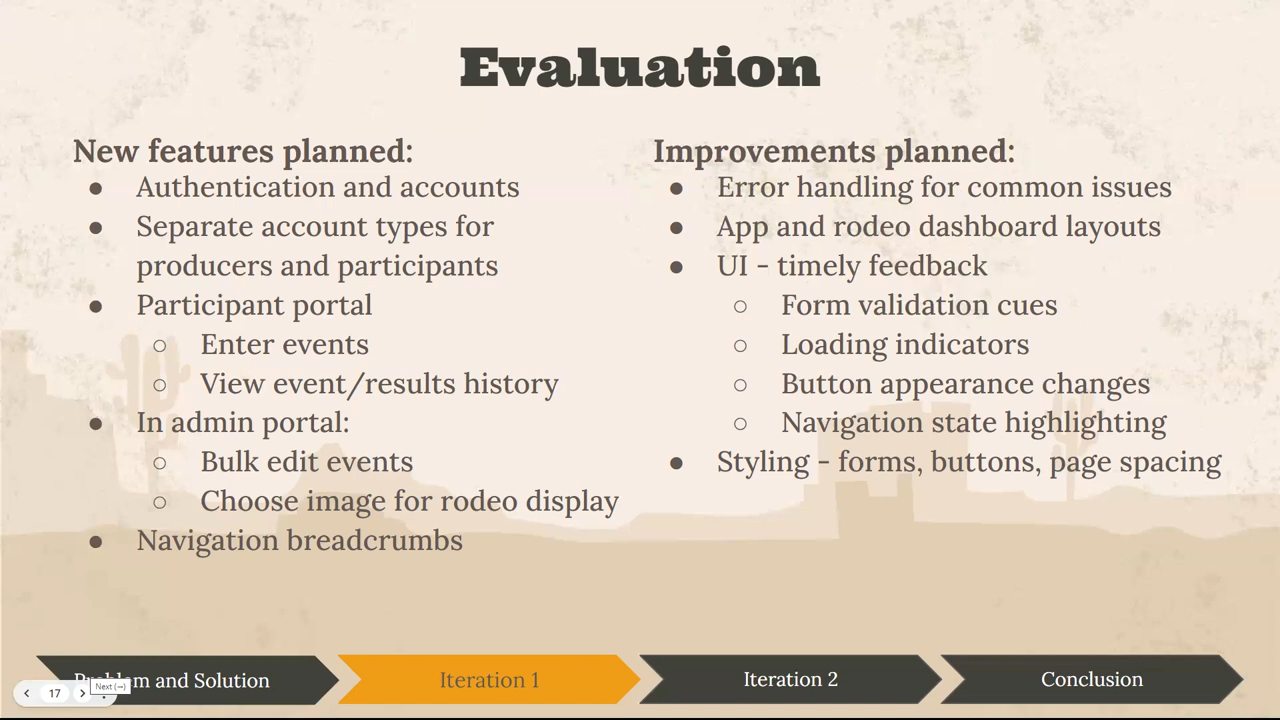 Evaluation
New features planned:
● Authentication and accounts
● Separate account types for
producers and participants
● Participant portal
○ Enter events
○ View event/results history
● In admin portal:
○ Bulk edit events
○ Choose image for rodeo display
● Navigation breadcrumbs
Improvements planned:
● Error handling for common issues
● App and rodeo dashboard layouts
● UI - timely feedback
○ Form validation cues
○ Loading indicators
○ Button appearance changes
○ Navigation state highlighting
● Styling - forms, buttons, page spacing
Problem and Solution
Iteration 1
Iteration 2
Conclusion
17
Next (→)